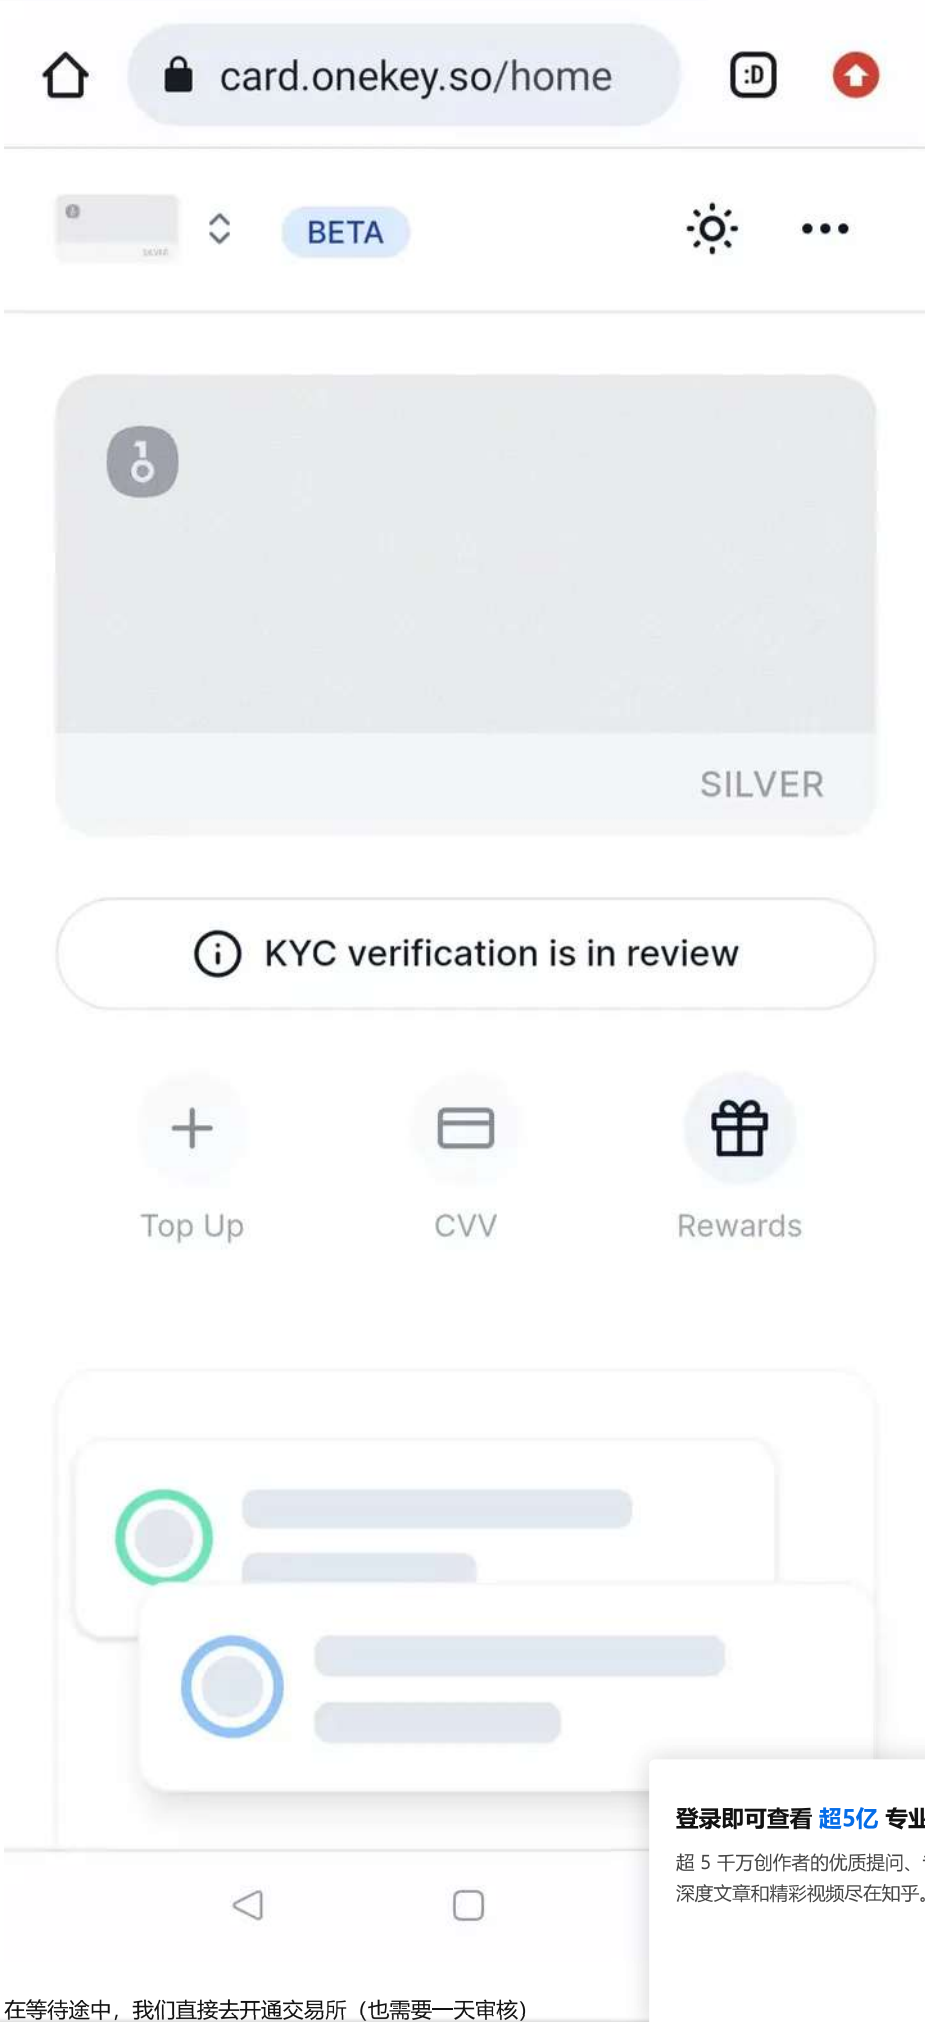 card.onekey.so/home
:D
SILVER
BETA
SILVER
KYC verification is in review
Top Up
CVV
Rewards
登录即可查看 超5亿 专业
超 5 千万创作者的优质提问、
深度文章和精彩视频尽在知乎。
在等待途中，我们直接去开通交易所（也需要一天审核）